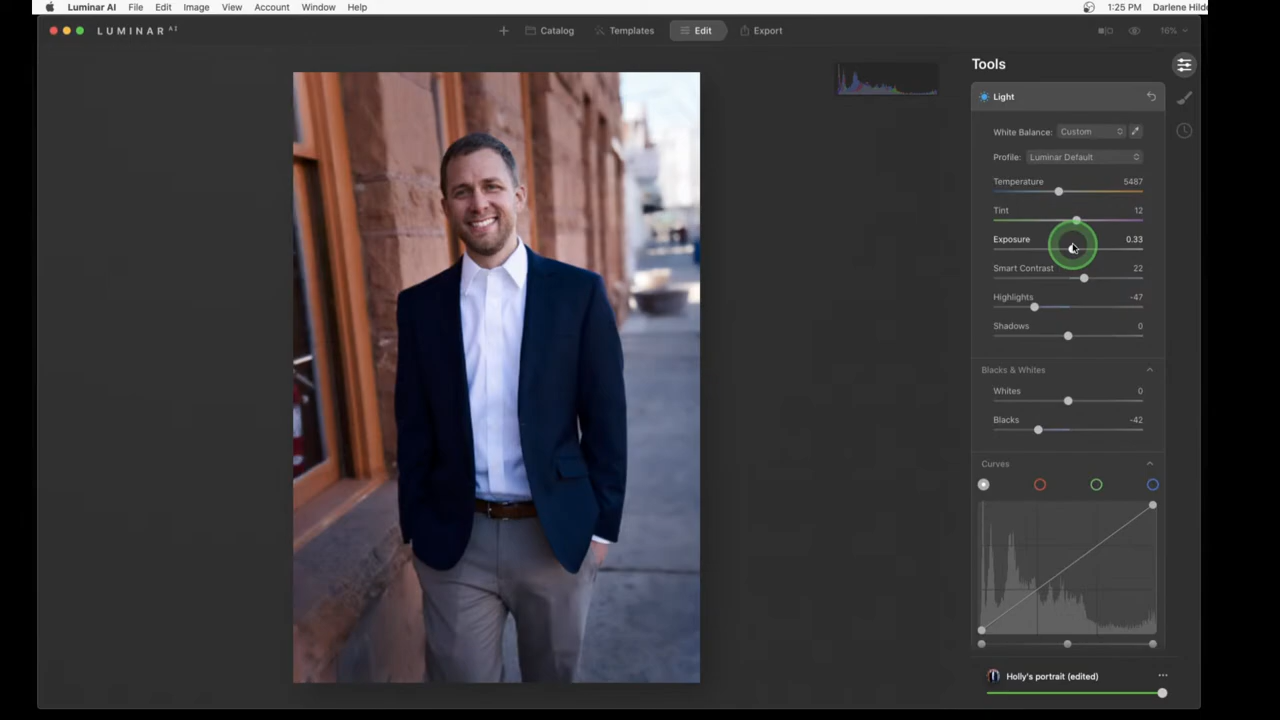 Luminar AI File Edit Image View Account Window Help 1:25 PM Darlene Hild
LUMINAR AI + Catalog Templates Edit Export 16%
Tools
Light
White Balance: Custom
Profile: Luminar Default
Temperature 5487
Tint 12
Exposure 0.33
Smart Contrast 22
Highlights -47
Shadows 0
Blacks & Whites
Whites 0
Blacks -42
Curves
Holly's portrait (edited)